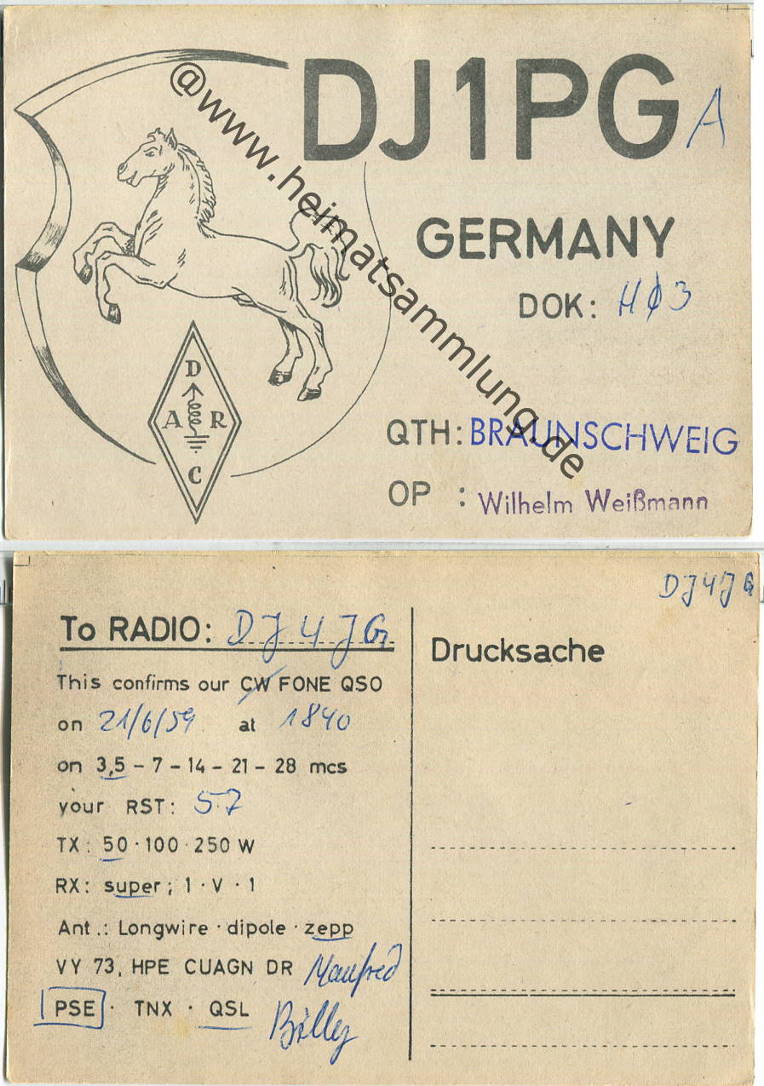 DJ1PG A
GERMANY
DOK: HØ3
D
A R
C
QTH: BRAUNSCHWEIG
OP : Wilhelm Weißmann
@www.heimatsammlung.de
DJ4JG
To RADIO: DJ4JG
This confirms our CW FONE QSO
on 21/6/59 at 1840
on 3,5 - 7 - 14 - 21 - 28 mcs
your RST: 57
TX: 50 · 100 · 250 W
RX: super; 1 · V · 1
Ant.: Longwire · dipole · zepp
VY 73, HPE CUAGN DR Manfred
PSE · TNX · QSL Billy
Drucksache